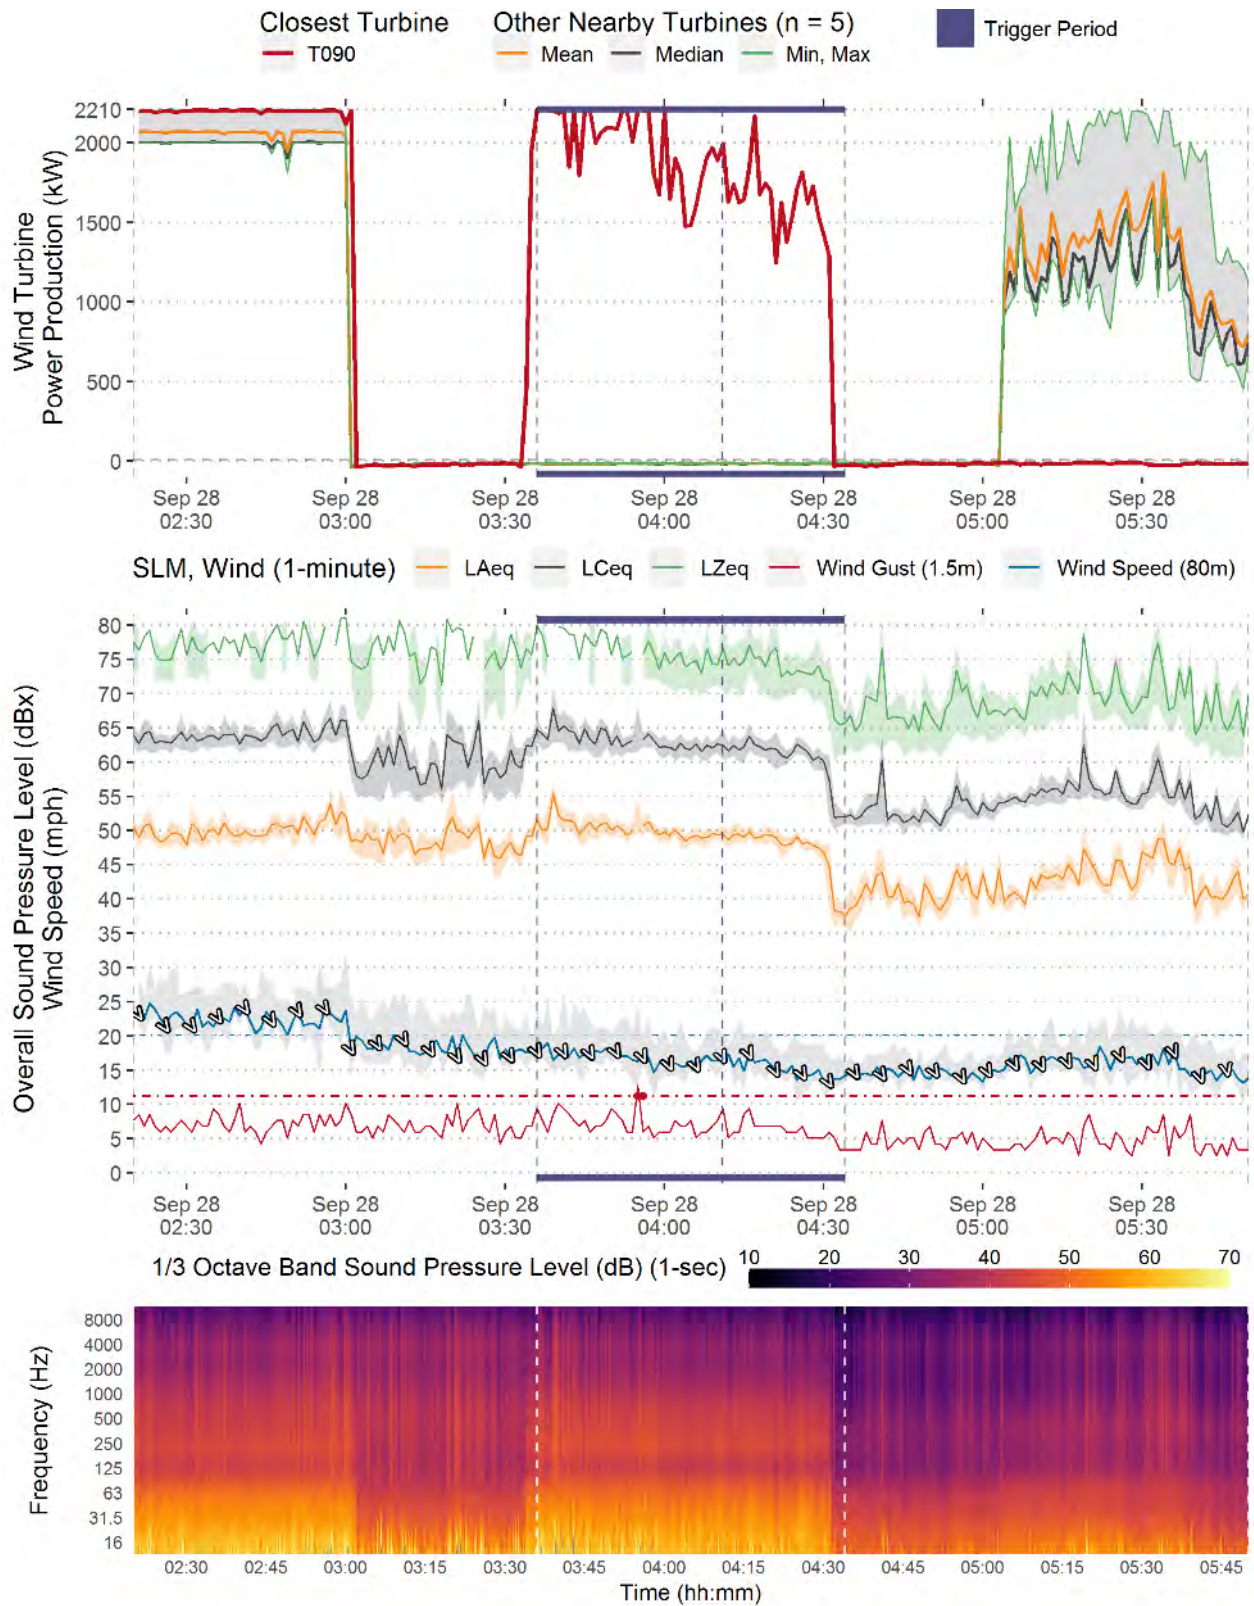 Closest Turbine Other Nearby Turbines (n = 5) Trigger Period
T090 Mean Median Min, Max
Wind Turbine
Power Production (kW)
2210
2000
1500
1000
500
0
Sep 28 Sep 28 Sep 28 Sep 28 Sep 28 Sep 28 Sep 28
02:30 03:00 03:30 04:00 04:30 05:00 05:30
SLM, Wind (1-minute) LAeq LCeq LZeq Wind Gust (1.5m) Wind Speed (80m)
Overall Sound Pressure Level (dBx)
Wind Speed (mph)
80
75
70
65
60
55
50
45
40
35
30
25
20
15
10
5
0
Sep 28 Sep 28 Sep 28 Sep 28 Sep 28 Sep 28 Sep 28
02:30 03:00 03:30 04:00 04:30 05:00 05:30
10 20 30 40 50 60 70
1/3 Octave Band Sound Pressure Level (dB) (1-sec)
Frequency (Hz)
8000
4000
2000
1000
500
250
125
63
31.5
16
02:30 02:45 03:00 03:15 03:30 03:45 04:00 04:15 04:30 04:45 05:00 05:15 05:30 05:45
Time (hh:mm)